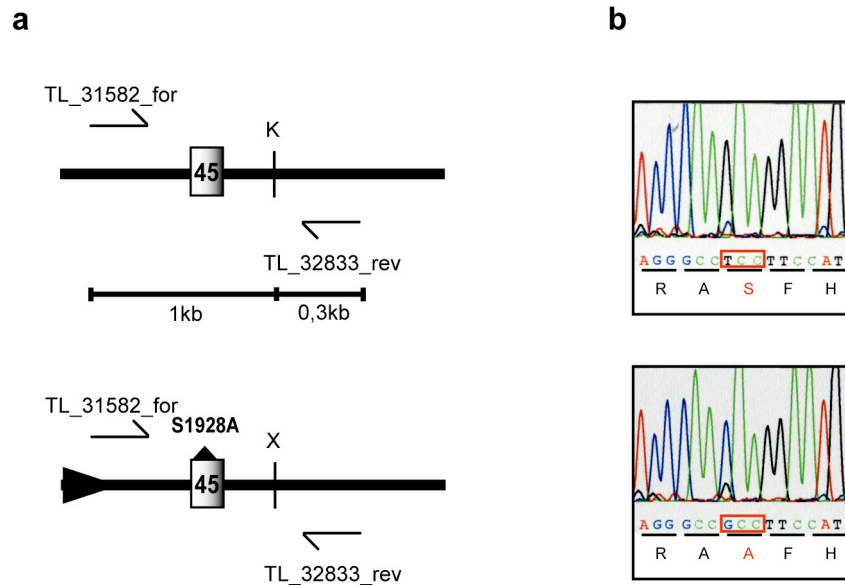 a
TL_31582_for
K
45
TL_32833_rev
1kb
0,3kb
TL_31582_for
S1928A
X
45
TL_32833_rev
b
AGGGCCTCCTTCCAT
R A S F H
AGGGCCGCCTTCCAT
R A A F H